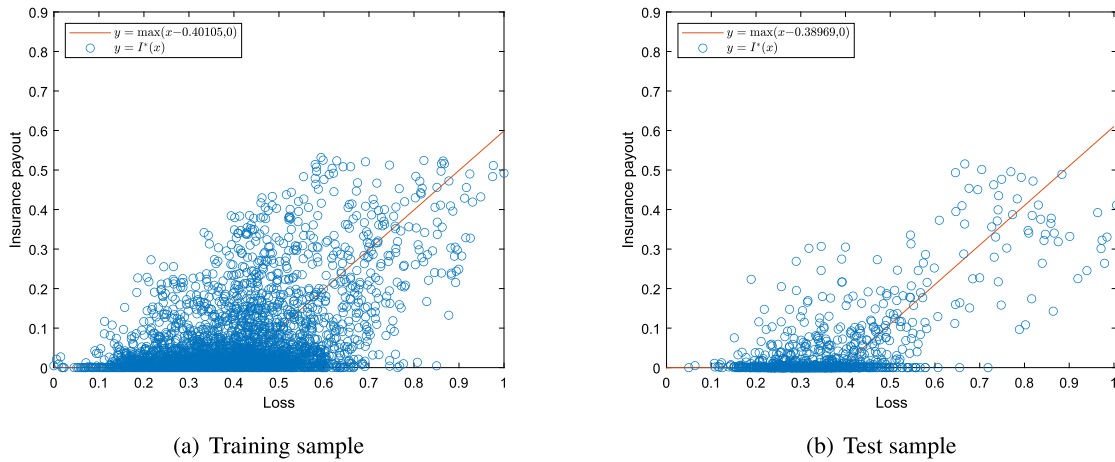 y = max(x−0.40105,0)
y = I*(x)
Insurance payout
0.9
0.8
0.7
0.6
0.5
0.4
0.3
0.2
0.1
0
0 0.1 0.2 0.3 0.4 0.5 0.6 0.7 0.8 0.9 1
Loss
(a) Training sample
y = max(x−0.38969,0)
y = I*(x)
Insurance payout
0.9
0.8
0.7
0.6
0.5
0.4
0.3
0.2
0.1
0
0 0.1 0.2 0.3 0.4 0.5 0.6 0.7 0.8 0.9 1
Loss
(b) Test sample